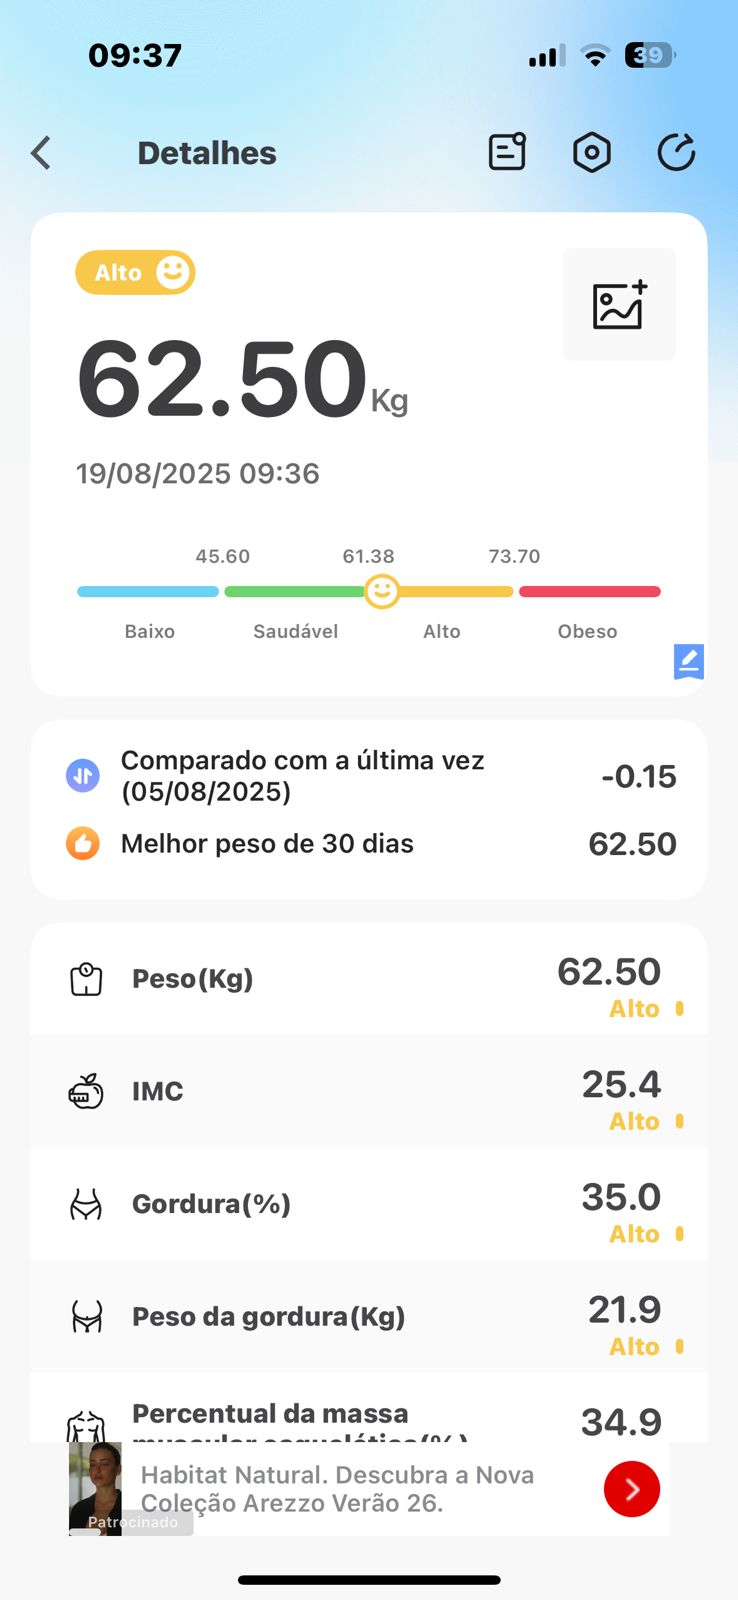 09:37
39
Detalhes
Alto
62.50Kg
19/08/2025 09:36
45.60 61.38 73.70
Baixo Saudável Alto Obeso
Comparado com a última vez
(05/08/2025)
-0.15
Melhor peso de 30 dias
62.50
Peso(Kg)
62.50
Alto
IMC
25.4
Alto
Gordura(%)
35.0
Alto
Peso da gordura(Kg)
21.9
Alto
Percentual da massa
muscular esquelética(%)
34.9
Habitat Natural. Descubra a Nova
Coleção Arezzo Verão 26.
Patrocinado